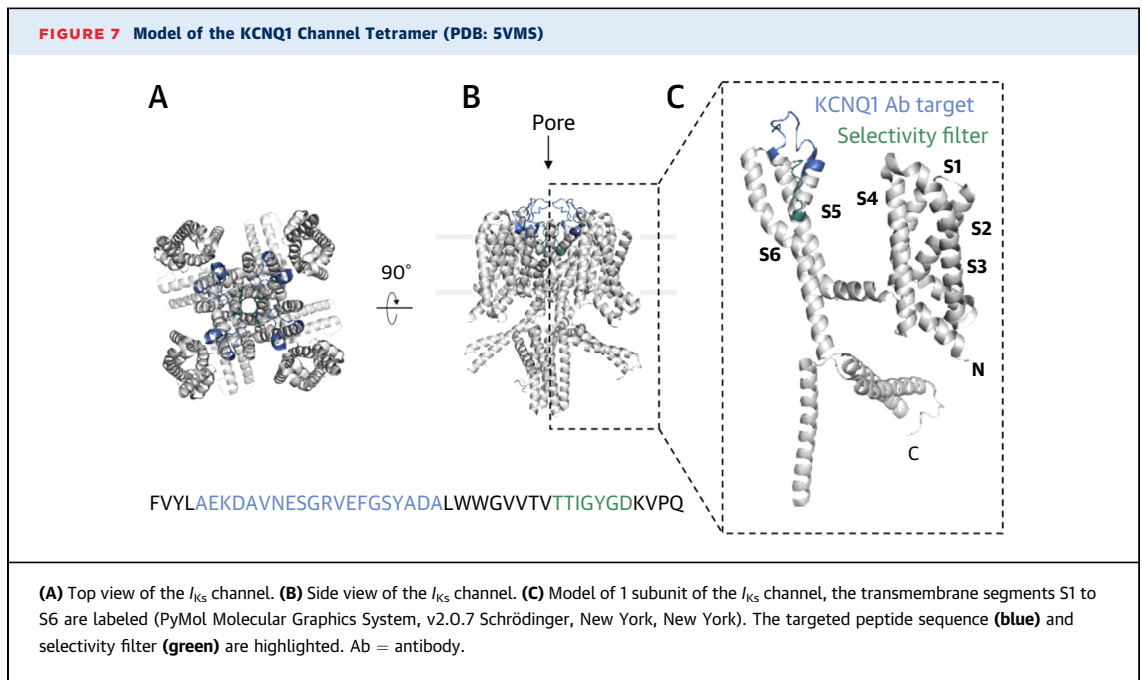 FIGURE 7 Model of the KCNQ1 Channel Tetramer (PDB: 5VMS)
A
B
C
Pore
KCNQ1 Ab target
Selectivity filter
S1
S4
S2
S5
S3
S6
90°
N
C
FVYLAEKDAVNESGRVEFGSYADALWWGVVTVTTIGYGDKVPQ
(A) Top view of the IKs channel. (B) Side view of the IKs channel. (C) Model of 1 subunit of the IKs channel, the transmembrane segments S1 to
S6 are labeled (PyMol Molecular Graphics System, v2.0.7 Schrödinger, New York, New York). The targeted peptide sequence (blue) and
selectivity filter (green) are highlighted. Ab = antibody.